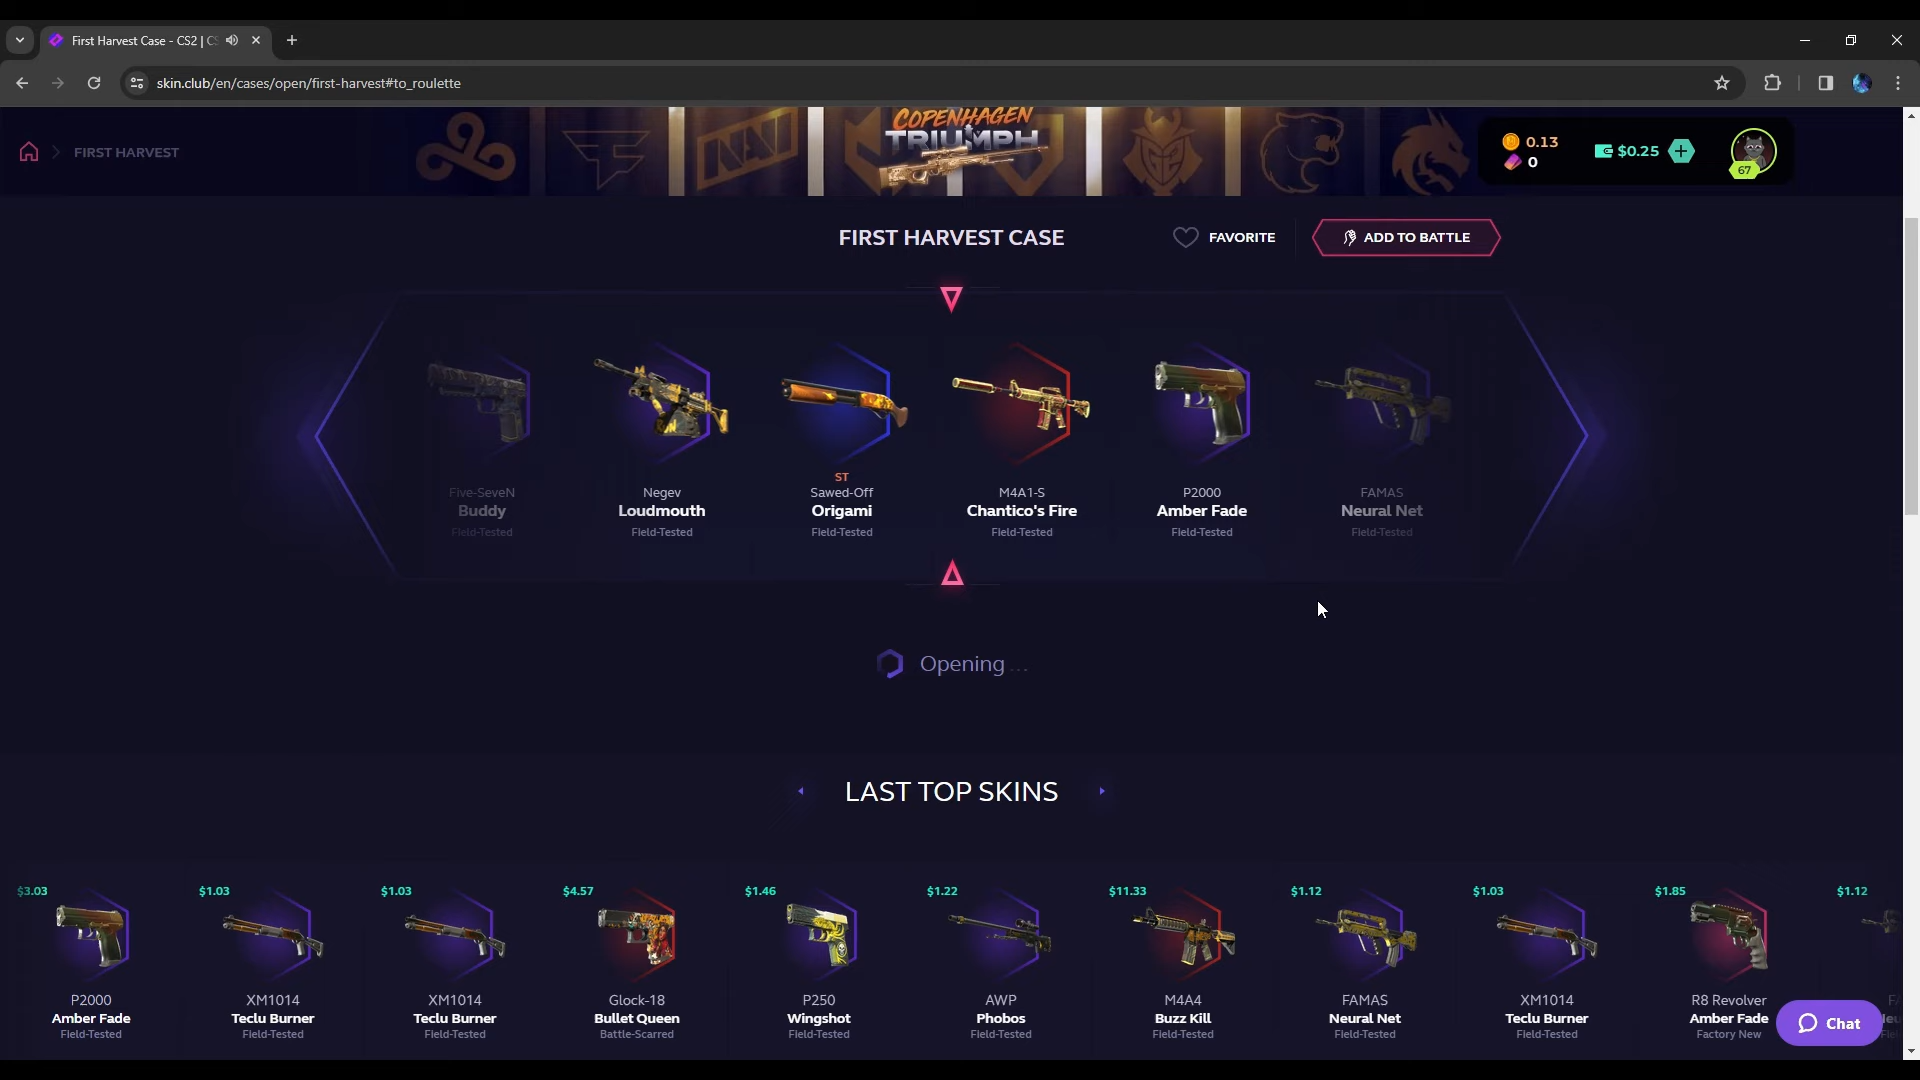 First Harvest Case - CS2 | CS
skin.club/en/cases/open/first-harvest#to_roulette
FIRST HARVEST
COPENHAGEN
TRIUMPH
0.13
0
$0.25
67
FIRST HARVEST CASE
FAVORITE
ADD TO BATTLE
Five-SeveN
Buddy
Field-Tested
Negev
Loudmouth
Field-Tested
ST
Sawed-Off
Origami
Field-Tested
M4A1-S
Chantico's Fire
Field-Tested
P2000
Amber Fade
Field-Tested
FAMAS
Neural Net
Field-Tested
Opening ...
LAST TOP SKINS
$3.03
P2000
Amber Fade
Field-Tested
$1.03
XM1014
Teclu Burner
Field-Tested
$1.03
XM1014
Teclu Burner
Field-Tested
$4.57
Glock-18
Bullet Queen
Battle-Scarred
$1.46
P250
Wingshot
Field-Tested
$1.22
AWP
Phobos
Field-Tested
$11.33
M4A4
Buzz Kill
Field-Tested
$1.12
FAMAS
Neural Net
Field-Tested
$1.03
XM1014
Teclu Burner
Field-Tested
$1.85
R8 Revolver
Amber Fade
Factory New
$1.12
Chat